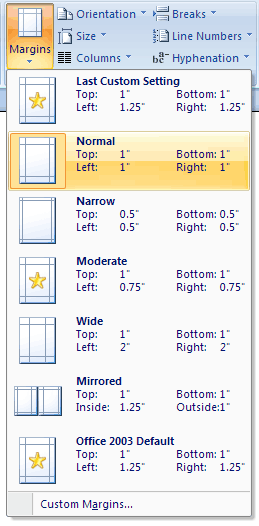 Margins
Orientation
Breaks
Size
Line Numbers
Columns
Hyphenation
Last Custom Setting
Top: 1" Bottom: 1"
Left: 1.25" Right: 1.25"
Normal
Top: 1" Bottom: 1"
Left: 1" Right: 1"
Narrow
Top: 0.5" Bottom: 0.5"
Left: 0.5" Right: 0.5"
Moderate
Top: 1" Bottom: 1"
Left: 0.75" Right: 0.75"
Wide
Top: 1" Bottom: 1"
Left: 2" Right: 2"
Mirrored
Top: 1" Bottom: 1"
Inside: 1.25" Outside: 1"
Office 2003 Default
Top: 1" Bottom: 1"
Left: 1.25" Right: 1.25"
Custom Margins...